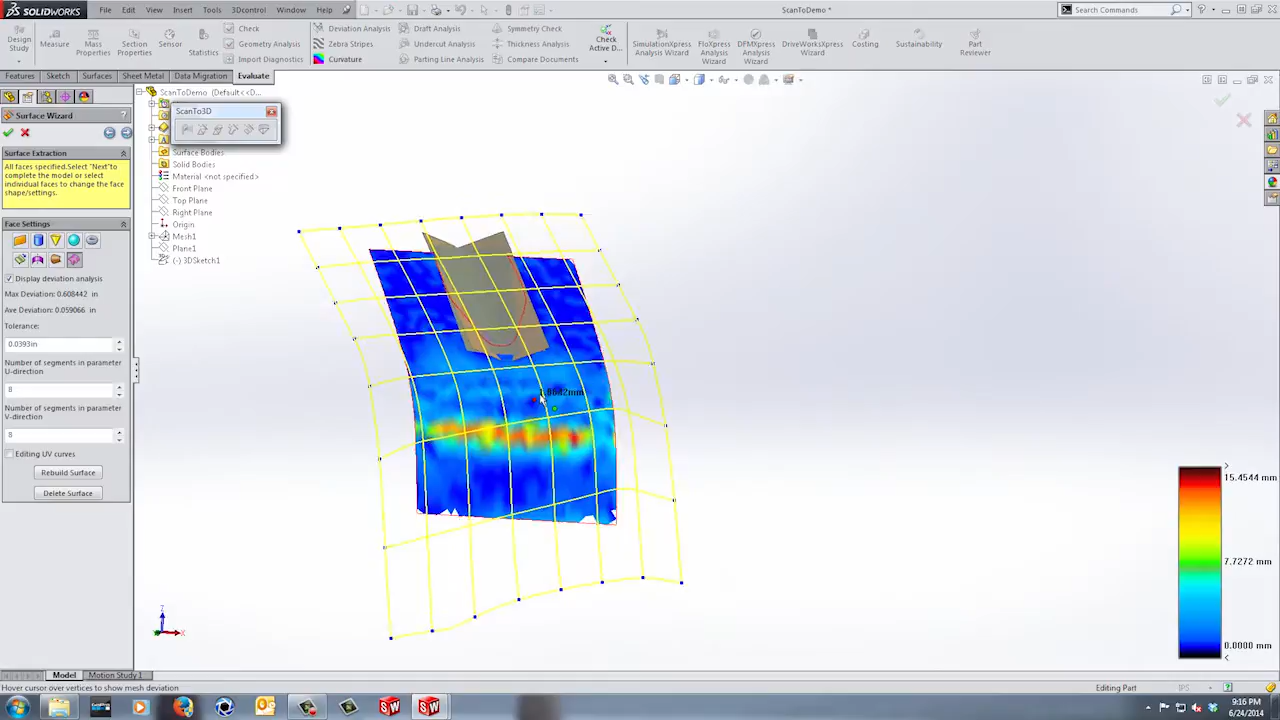 SOLIDWORKS
File Edit View Insert Tools 3Dcontrol Window Help
ScanToDemo *
Search Commands
Design Study
Measure
Mass Properties
Section Properties
Sensor
Statistics
Check
Geometry Analysis
Import Diagnostics
Deviation Analysis
Zebra Stripes
Curvature
Draft Analysis
Undercut Analysis
Parting Line Analysis
Symmetry Check
Thickness Analysis
Compare Documents
Check Active D...
SimulationXpress Analysis Wizard
FloXpress Analysis Wizard
DFMXpress Analysis Wizard
DriveWorksXpress Wizard
Costing
Sustainability
Part Reviewer
Features Sketch Surfaces Sheet Metal Data Migration Evaluate
Surface Wizard ?
Surface Extraction
All faces specified.Select "Next"to
complete the model or select
individual faces to change the face
shape/settings.
Face Settings
Display deviation analysis
Max Deviation: 0.608442 in
Ave Deviation: 0.059066 in
Tolerance:
0.0393in
Number of segments in parameter
U-direction
8
Number of segments in parameter
V-direction
8
Editing UV curves
Rebuild Surface
Delete Surface
ScanToDemo (Default<<D...
ScanTo3D
Surface Bodies
Solid Bodies
Material <not specified>
Front Plane
Top Plane
Right Plane
Origin
Mesh1
Plane1
(-) 3DSketch1
15.4544 mm
7.7272 mm
0.0000 mm
Z
X
Model Motion Study 1
Hover cursor over vertices to show mesh deviation
Editing Part
IPS
9:16 PM
6/24/2014